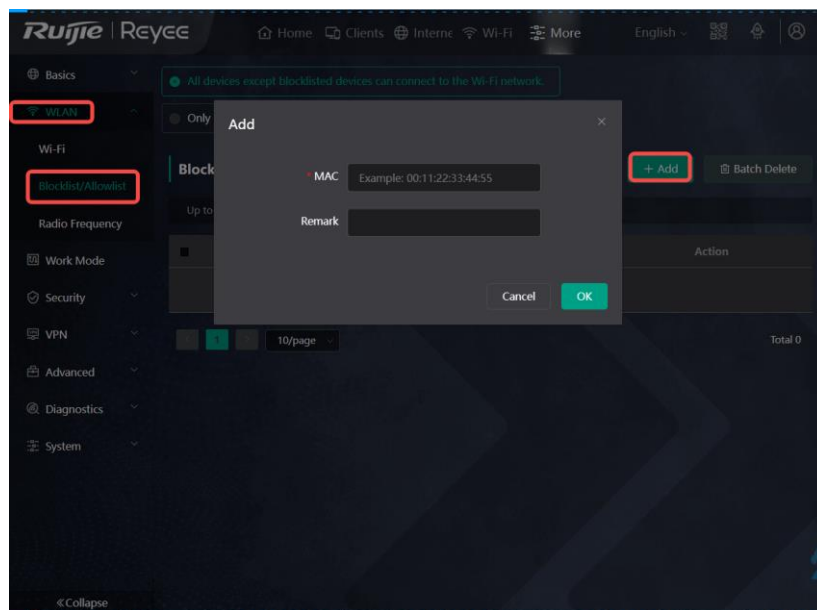 Ruijie | Reyee
Home Clients Interne Wi-Fi More English
Basics
All devices except blocklisted devices can connect to the Wi-Fi network.
WLAN
Only
Wi-Fi
Blocklist/Allowlist
Radio Frequency
Work Mode
Security
VPN
Advanced
Diagnostics
System
«Collapse
Block
+ Add Batch Delete
Up to
Action
1 10/page Total 0
Add ×
* MAC Example: 00:11:22:33:44:55
Remark
Cancel OK